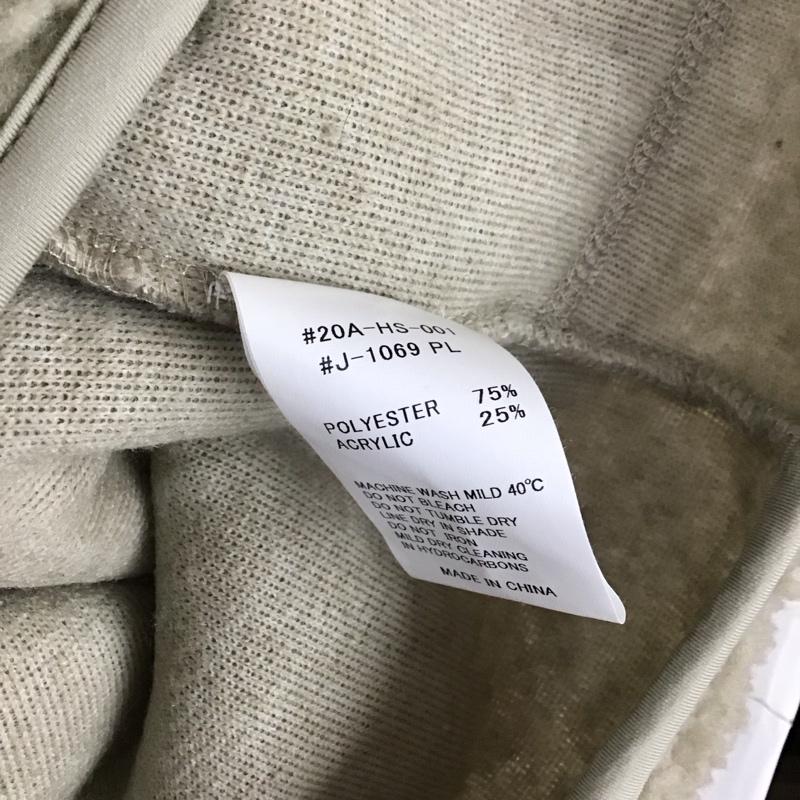 #20A-HS-001
#J-1069 PL
POLYESTER 75%
ACRYLIC 25%
MACHINE WASH MILD 40℃
DO NOT BLEACH
DO NOT TUMBLE DRY
LINE DRY IN SHADE
DO NOT IRON
MILD DRY CLEANING
IN HYDROCARBONS
MADE IN CHINA